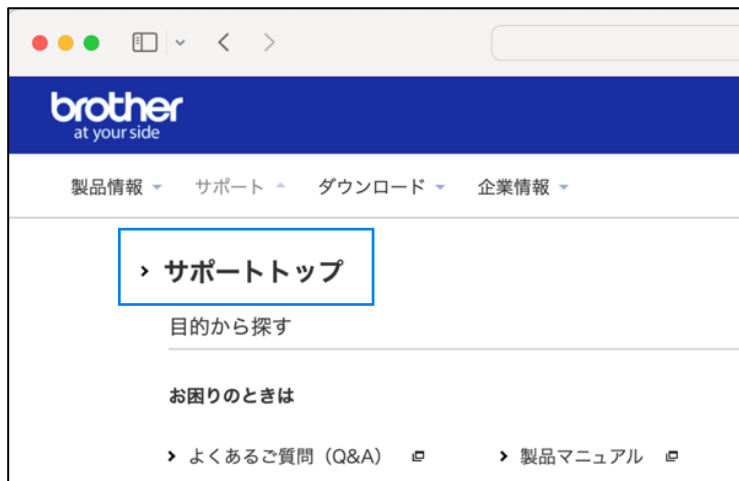 brother
at your side
製品情報 サポート ダウンロード 企業情報
サポートトップ
目的から探す
お困りのときは
よくあるご質問（Q&A） 製品マニュアル